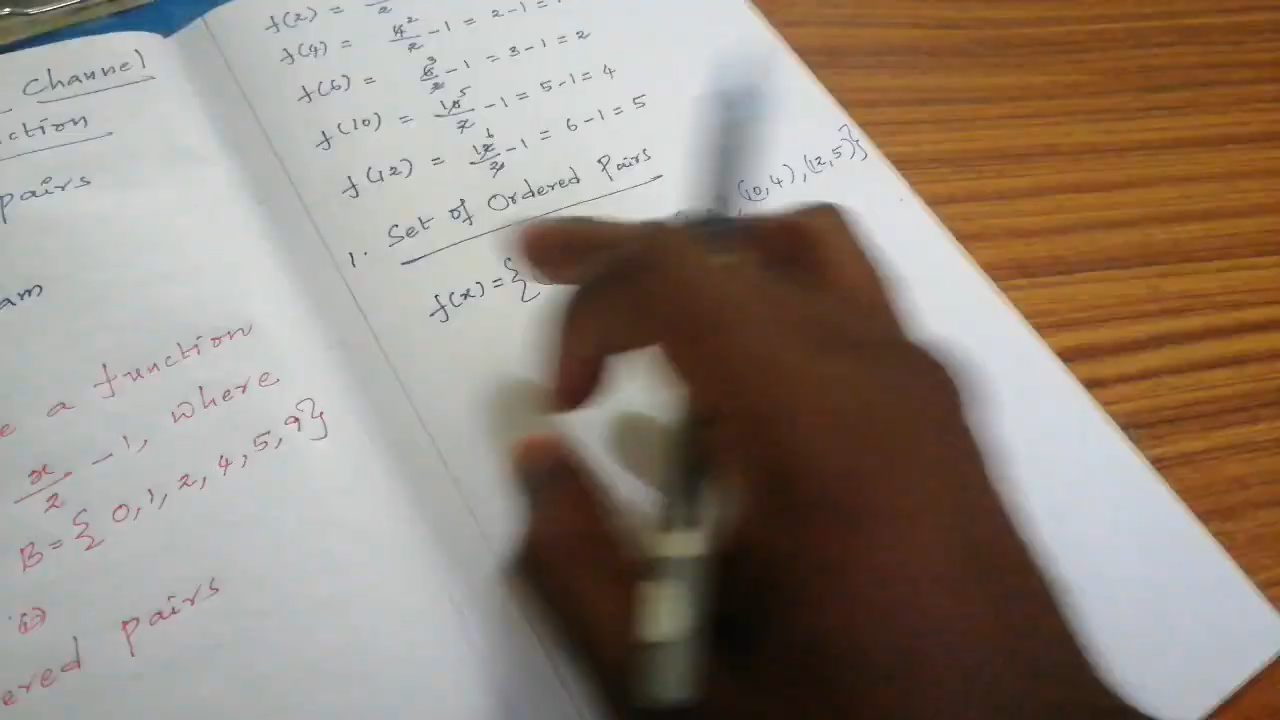 Channel
ction
pairs
am
e a function
x/2 - 1, where
B = { 0, 1, 2, 4, 5, 9}
(i)
ered pairs
f(2) = 2
f(4) = 4²/2 - 1 = 2 - 1 =
f(6) = 6³/2 - 1 = 3 - 1 = 2
f(10) = 10⁵/2 - 1 = 5 - 1 = 4
f(12) = 12⁶/2 - 1 = 6 - 1 = 5
1. Set of Ordered Pairs
f(x) = { , (10, 4), (12, 5)}